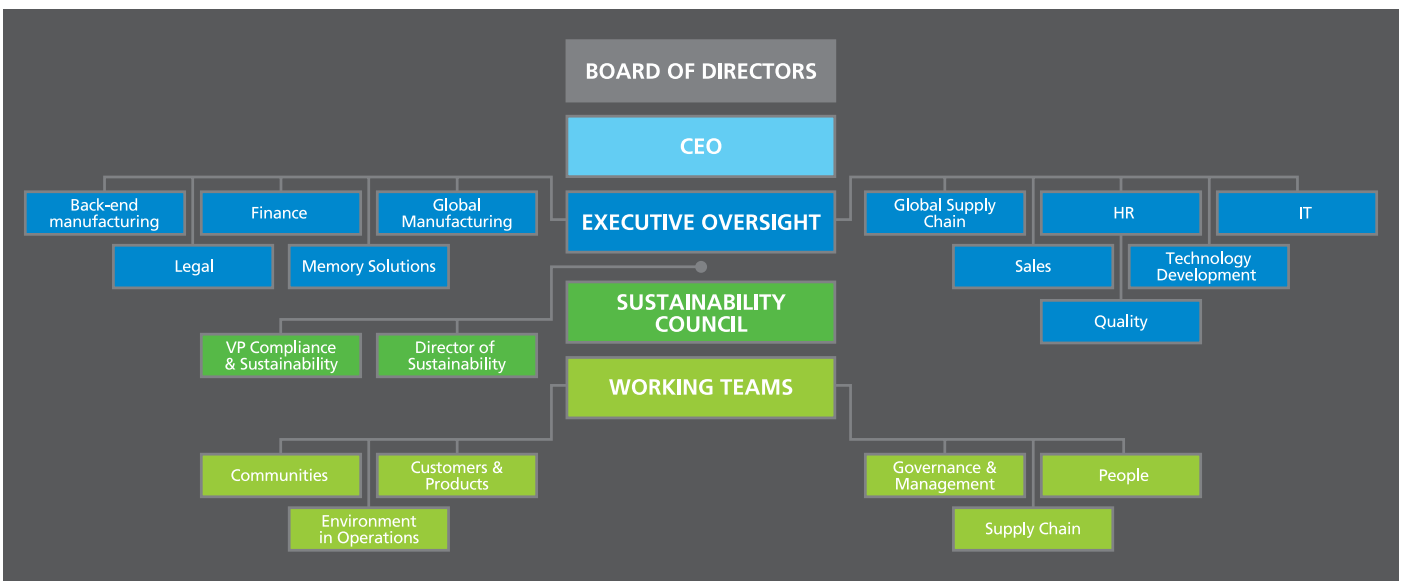 BOARD OF DIRECTORS
CEO
EXECUTIVE OVERSIGHT
Back-end
manufacturing
Finance
Global
Manufacturing
Legal
Memory Solutions
Global Supply
Chain
HR
IT
Sales
Technology
Development
Quality
SUSTAINABILITY
COUNCIL
VP Compliance
& Sustainability
Director of
Sustainability
WORKING TEAMS
Communities
Customers &
Products
Environment
in Operations
Governance &
Management
People
Supply Chain